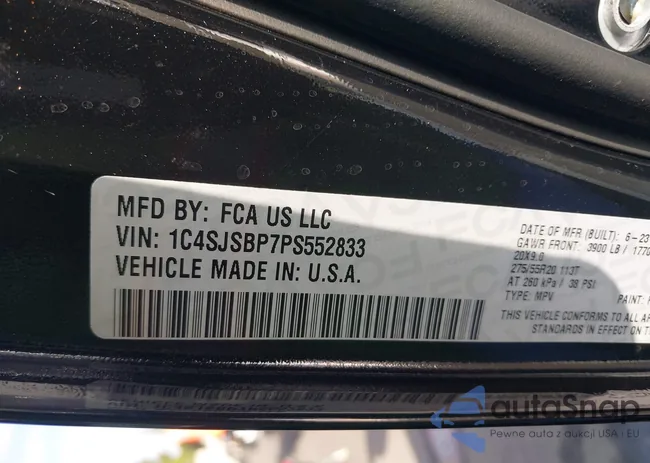 MFD BY: FCA US LLC
VIN: 1C4SJSBP7PS552833
VEHICLE MADE IN: U.S.A.
DATE OF MFR (BUILT): 6-23
GAWR FRONT: 3900 LB / 1770
20X9.0
275/55R20 113T
AT 260 kPa / 38 PSI
TYPE: MPV PAINT:
THIS VEHICLE CONFORMS TO ALL
STANDARDS IN EFFECT ON
autoSnap
Pewne auta z aukcji USA i EU